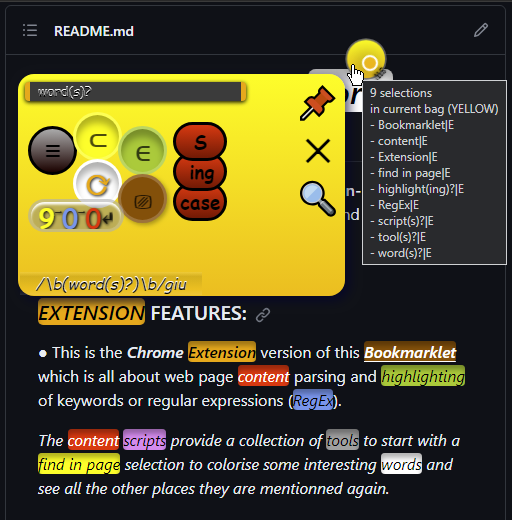 README.md
word(s)?
9 selections
in current bag (YELLOW)
- Bookmarklet|E
- content|E
- Extension|E
- find in page|E
- highlight(ing)?|E
- RegEx|E
- script(s)?|E
- tool(s)?|E
- word(s)?|E
⊂
∈
S
ing
case
900
/\b(word(s)?)\b/giu
EXTENSION FEATURES:
● This is the Chrome Extension version of this Bookmarklet
which is all about web page content parsing and highlighting
of keywords or regular expressions (RegEx).
The content scripts provide a collection of tools to start with a
find in page selection to colorise some interesting words and
see all the other places they are mentionned again.